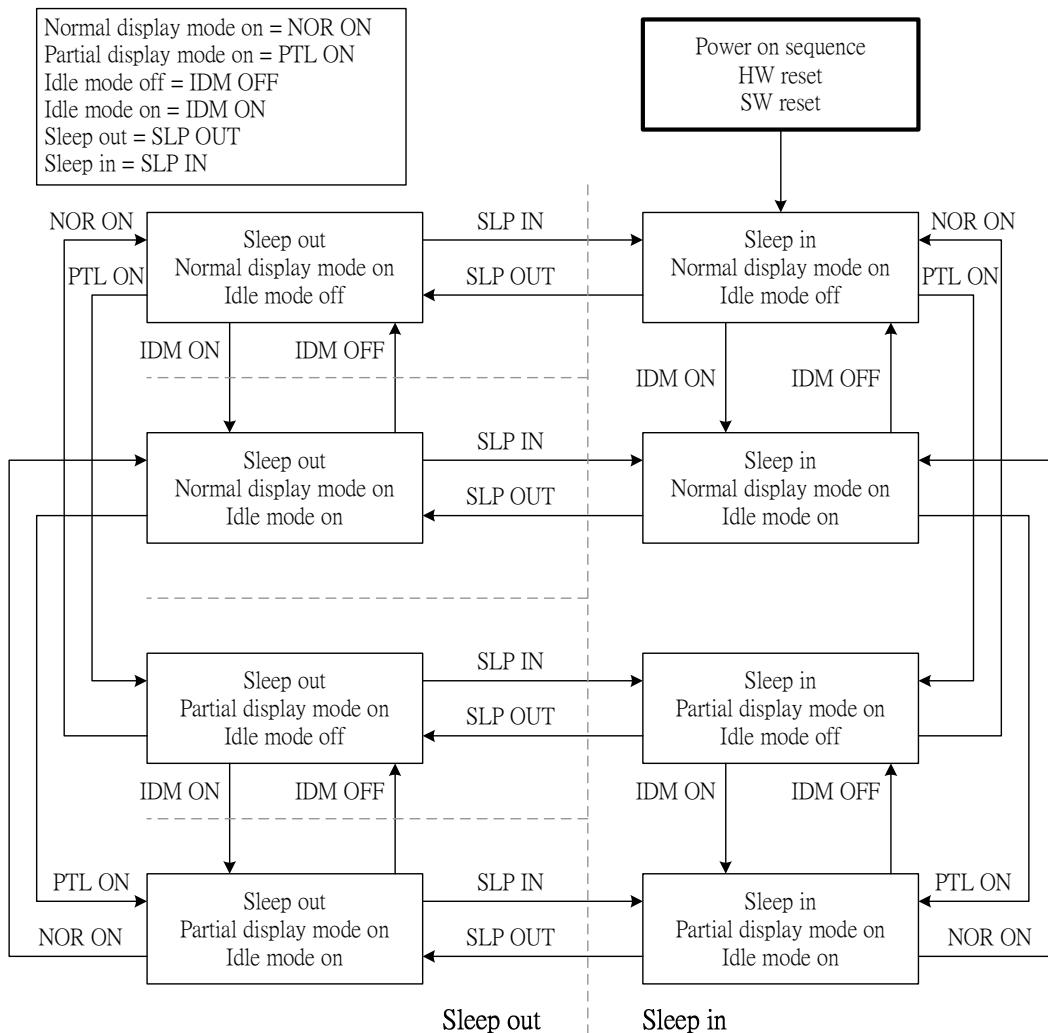 Normal display mode on = NOR ON
Partial display mode on = PTL ON
Idle mode off = IDM OFF
Idle mode on = IDM ON
Sleep out = SLP OUT
Sleep in = SLP IN
Power on sequence
HW reset
SW reset
NOR ON
PTL ON
Sleep out
Normal display mode on
Idle mode off
SLP IN
SLP OUT
Sleep in
Normal display mode on
Idle mode off
NOR ON
PTL ON
IDM ON
IDM OFF
IDM ON
IDM OFF
Sleep out
Normal display mode on
Idle mode on
SLP IN
SLP OUT
Sleep in
Normal display mode on
Idle mode on
Sleep out
Partial display mode on
Idle mode off
SLP IN
SLP OUT
Sleep in
Partial display mode on
Idle mode off
IDM ON
IDM OFF
IDM ON
IDM OFF
PTL ON
NOR ON
Sleep out
Partial display mode on
Idle mode on
SLP IN
SLP OUT
Sleep in
Partial display mode on
Idle mode on
PTL ON
NOR ON
Sleep out
Sleep in